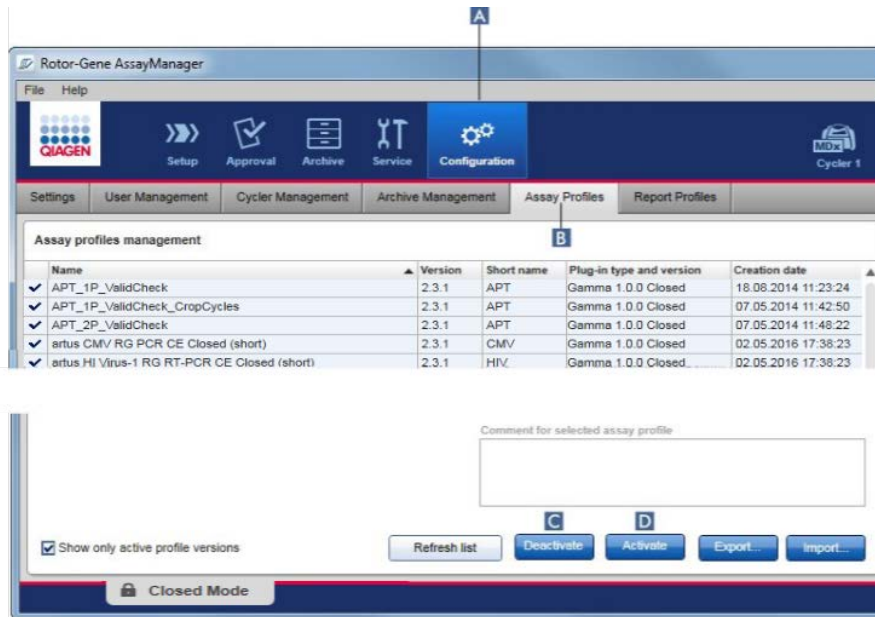 A
Rotor-Gene AssayManager
File Help
QIAGEN
Setup Approval Archive Service Configuration
MDx
Cycler 1
Settings User Management Cycler Management Archive Management Assay Profiles Report Profiles
B
Assay profiles management
Name Version Short name Plug-in type and version Creation date
APT_1P_ValidCheck 2.3.1 APT Gamma 1.0.0 Closed 18.08.2014 11:23:24
APT_1P_ValidCheck_CropCycles 2.3.1 APT Gamma 1.0.0 Closed 07.05.2014 11:42:50
APT_2P_ValidCheck 2.3.1 APT Gamma 1.0.0 Closed 07.05.2014 11:48:22
artus CMV RG PCR CE Closed (short) 2.3.1 CMV Gamma 1.0.0 Closed 02.05.2016 17:38:23
artus HI Virus-1 RG RT-PCR CE Closed (short) 2.3.1 HIV Gamma 1.0.0 Closed 02.05.2016 17:38:23
Comment for selected assay profile
C D
Show only active profile versions Refresh list Deactivate Activate Export... Import...
Closed Mode